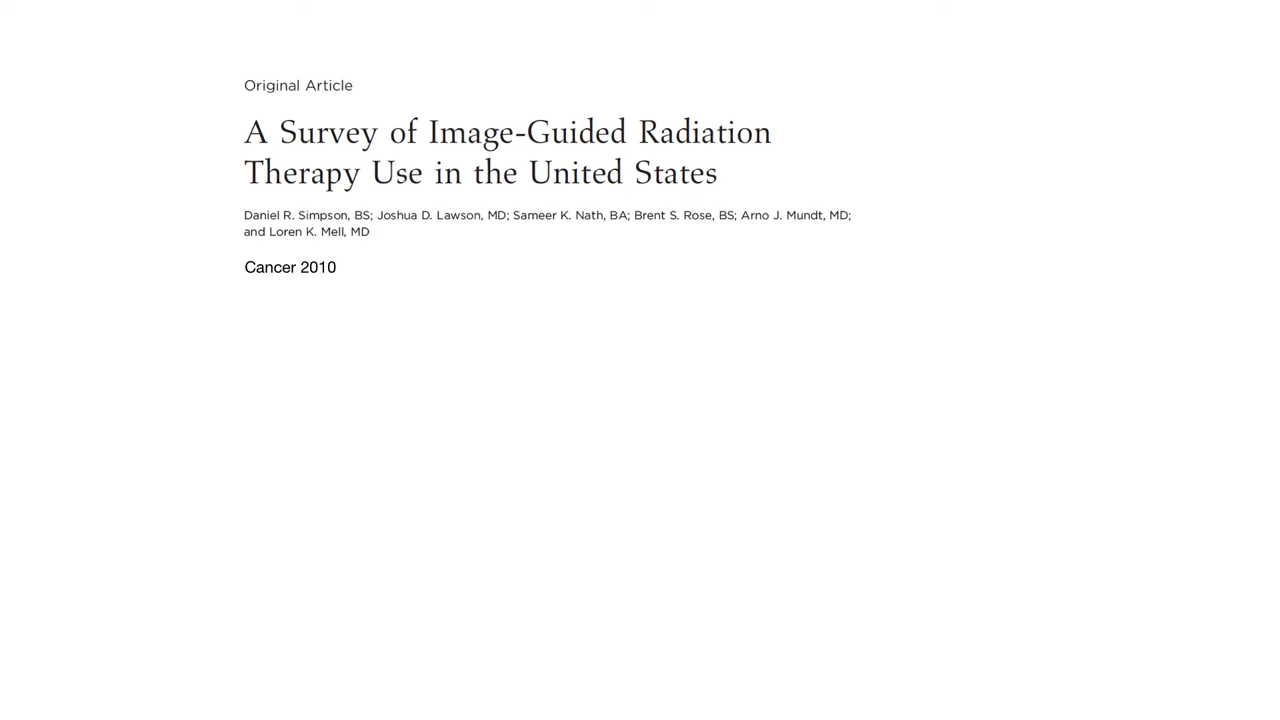 Original Article
A Survey of Image-Guided Radiation
Therapy Use in the United States
Daniel R. Simpson, BS; Joshua D. Lawson, MD; Sameer K. Nath, BA; Brent S. Rose, BS; Arno J. Mundt, MD;
and Loren K. Mell, MD
Cancer 2010